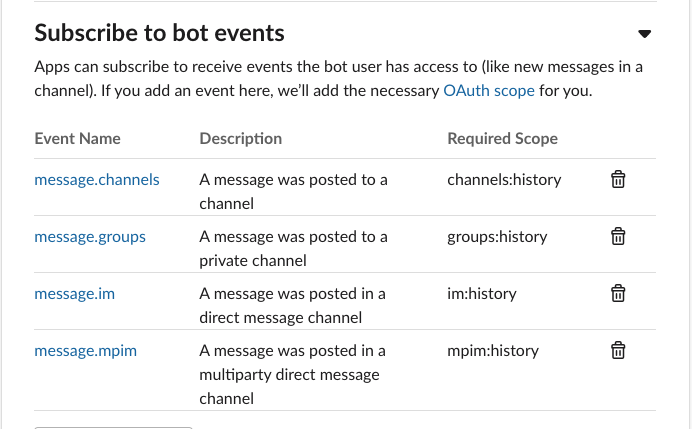 Subscribe to bot events
Apps can subscribe to receive events the bot user has access to (like new messages in a
channel). If you add an event here, we’ll add the necessary OAuth scope for you.
Event Name Description Required Scope
message.channels A message was posted to a channels:history
channel
message.groups A message was posted to a groups:history
private channel
message.im A message was posted in a im:history
direct message channel
message.mpim A message was posted in a mpim:history
multiparty direct message
channel